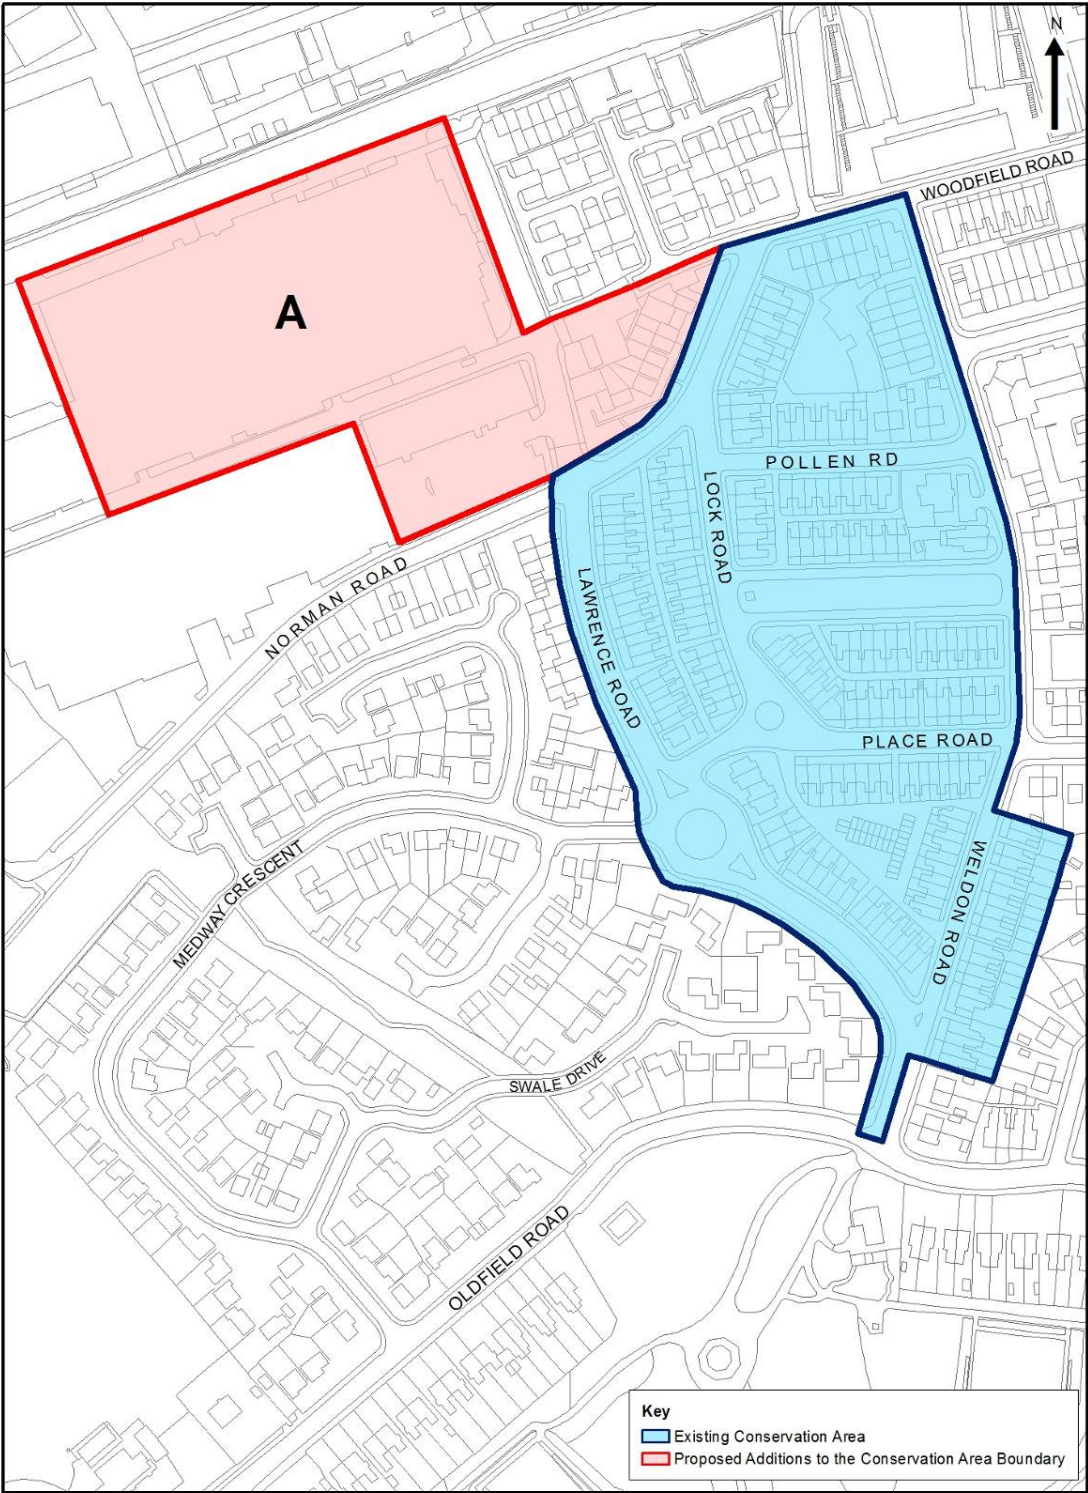 N
WOODFIELD ROAD
A
POLLEN RD
LOCK ROAD
NORMAN ROAD
LAWRENCE ROAD
PLACE ROAD
WELDON ROAD
MEDWAY CRESCENT
SWALE DRIVE
OLDFIELD ROAD
Key
Existing Conservation Area
Proposed Additions to the Conservation Area Boundary